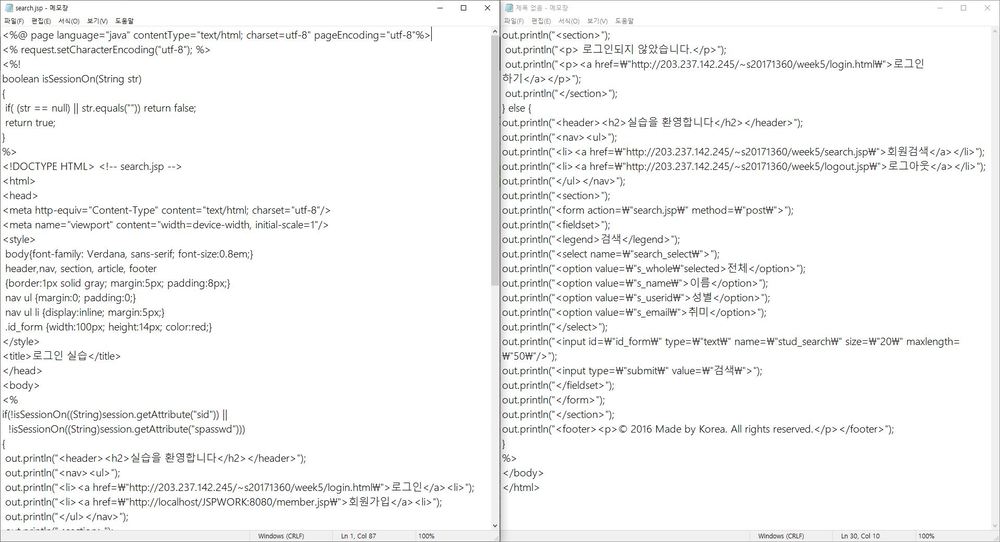 search.jsp - 메모장
파일(F) 편집(E) 서식(O) 보기(V) 도움말
<%@ page language="java" contentType="text/html; charset=utf-8" pageEncoding="utf-8"%>
<% request.setCharacterEncoding("utf-8"); %>
<%!
boolean isSessionOn(String str)
{
if( (str == null) || str.equals("")) return false;
return true;
}
%>
<!DOCTYPE HTML> <!-- search.jsp -->
<html>
<head>
<meta http-equiv="Content-Type" content="text/html; charset="utf-8"/>
<meta name="viewport" content="width=device-width, initial-scale=1"/>
<style>
body{font-family: Verdana, sans-serif; font-size:0.8em;}
header,nav, section, article, footer
{border:1px solid gray; margin:5px; padding:8px;}
nav ul {margin:0; padding:0;}
nav ul li {display:inline; margin:5px;}
.id_form {width:100px; height:14px; color:red;}
</style>
<title>로그인 실습</title>
</head>
<body>
<%
if(!isSessionOn((String)session.getAttribute("sid")) ||
!isSessionOn((String)session.getAttribute("spasswd")))
{
out.println("<header><h2>실습을 환영합니다</h2></header>");
out.println("<nav><ul>");
out.println("<li><a href=₩"http://203.237.142.245/~s20171360/week5/login.html₩">로그인</a><li>");
out.println("<li><a href=₩"http://localhost/JSPWORK:8080/member.jsp₩">회원가입</a><li>");
out.println("</ul></nav>");
out.println("<section>");
Windows (CRLF) Ln 1, Col 87 100%
제목 없음 - 메모장
파일(F) 편집(E) 서식(O) 보기(V) 도움말
out.println("<section>");
out.println("<p> 로그인되지 않았습니다.</p>");
out.println("<p><a href=₩"http://203.237.142.245/~s20171360/week5/login.html₩">로그인
하기</a></p>");
out.println("</section>");
} else {
out.println("<header><h2>실습을 환영합니다</h2></header>");
out.println("<nav><ul>");
out.println("<li><a href=₩"http://203.237.142.245/~s20171360/week5/search.jsp₩">회원검색</a></li>");
out.println("<li><a href=₩"http://203.237.142.245/~s20171360/week5/logout.jsp₩">로그아웃</a></li>");
out.println("</ul></nav>");
out.println("<section>");
out.println("<form action=₩"search.jsp₩" method=₩"post₩">");
out.println("<fieldset>");
out.println("<legend>검색</legend>");
out.println("<select name=₩"search_select₩">");
out.println("<option value=₩"s_whole₩"selected>전체</option>");
out.println("<option value=₩"s_name₩">이름</option>");
out.println("<option value=₩"s_userid₩">성별</option>");
out.println("<option value=₩"s_email₩">취미</option>");
out.println("</select>");
out.println("<input id=₩"id_form₩" type=₩"text₩" name=₩"stud_search₩" size=₩"20₩" maxlength=
₩"50₩"/>");
out.println("<input type=₩"submit₩" value=₩"검색₩">");
out.println("</fieldset>");
out.println("</form>");
out.println("</section>");
out.println("<footer><p>© 2016 Made by Korea. All rights reserved.</p></footer>");
}
%>
</body>
</html>
Windows (CRLF) Ln 30, Col 10 100%